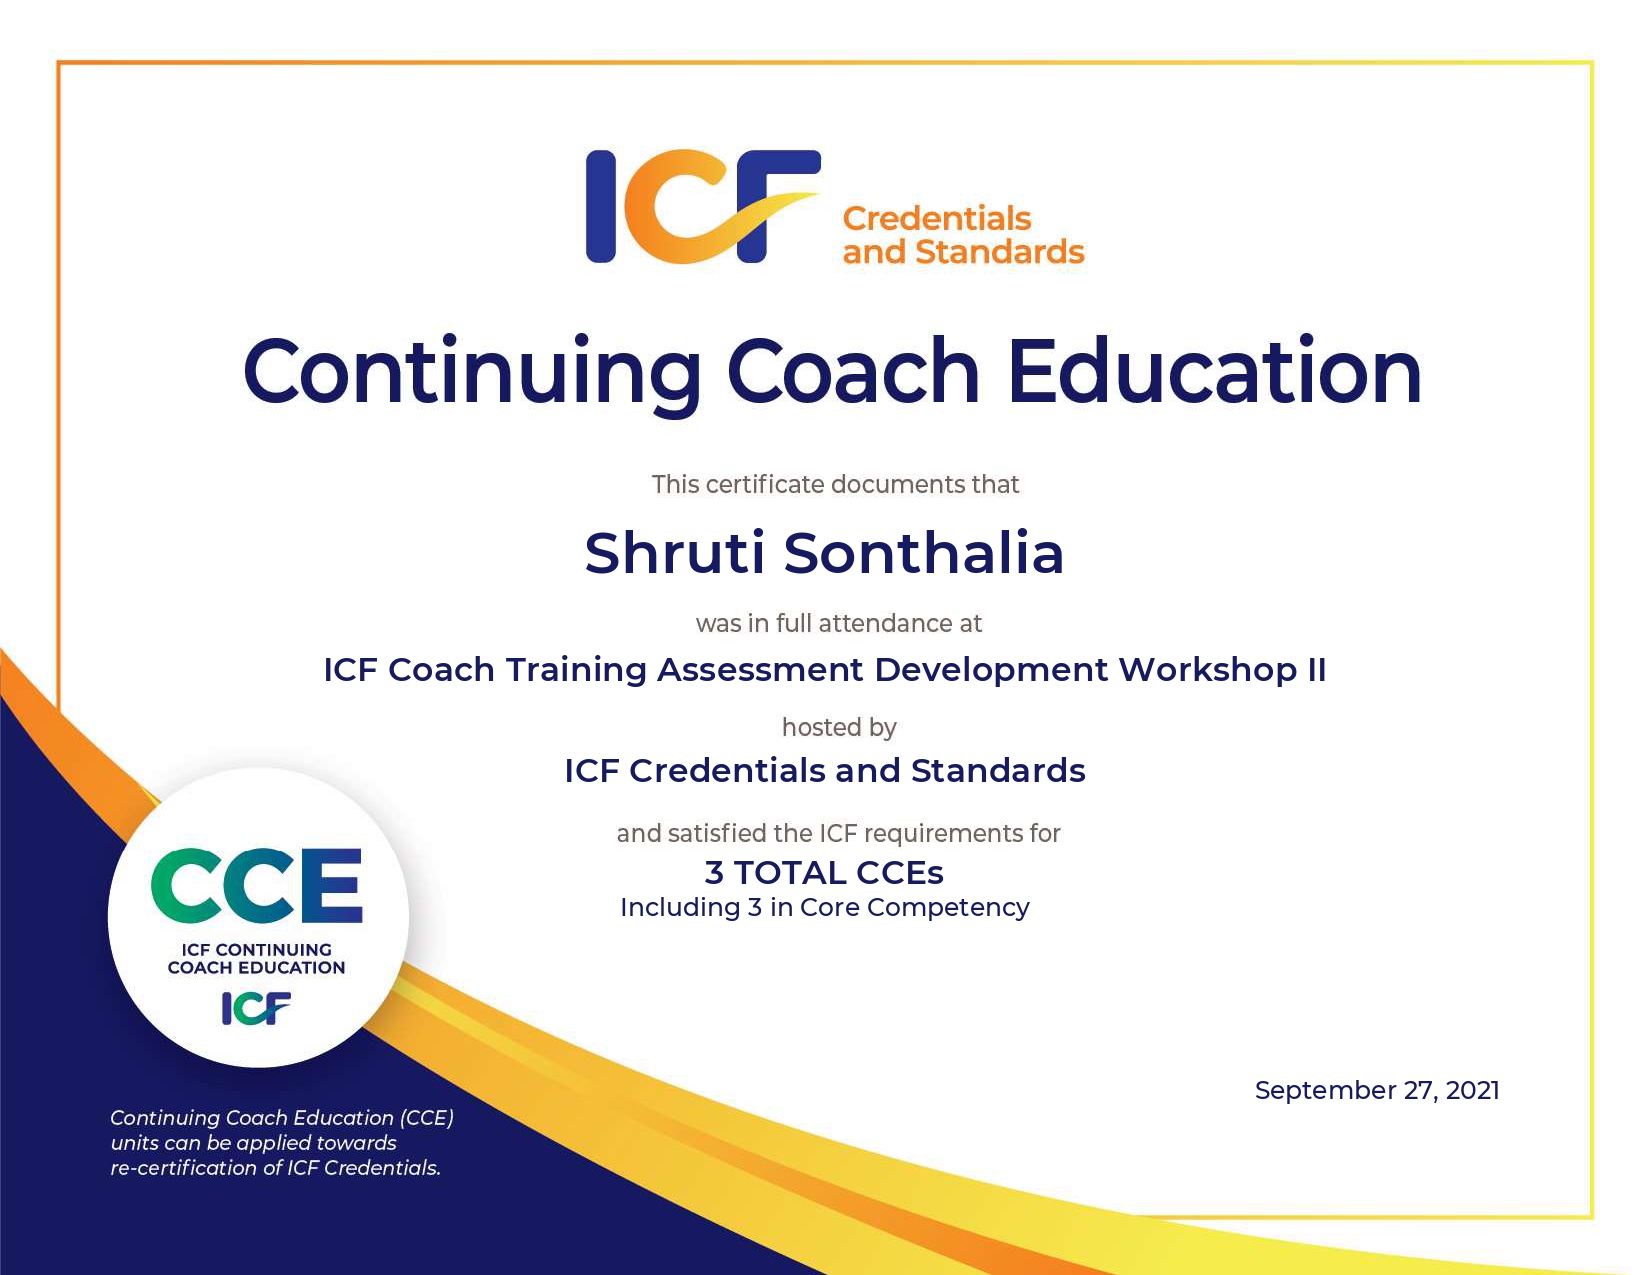 ICF Credentials
and Standards
Continuing Coach Education
This certificate documents that
Shruti Sonthalia
was in full attendance at
ICF Coach Training Assessment Development Workshop II
hosted by
ICF Credentials and Standards
and satisfied the ICF requirements for
3 TOTAL CCEs
Including 3 in Core Competency
CCE
ICF CONTINUING
COACH EDUCATION
ICF
September 27, 2021
Continuing Coach Education (CCE)
units can be applied towards
re-certification of ICF Credentials.